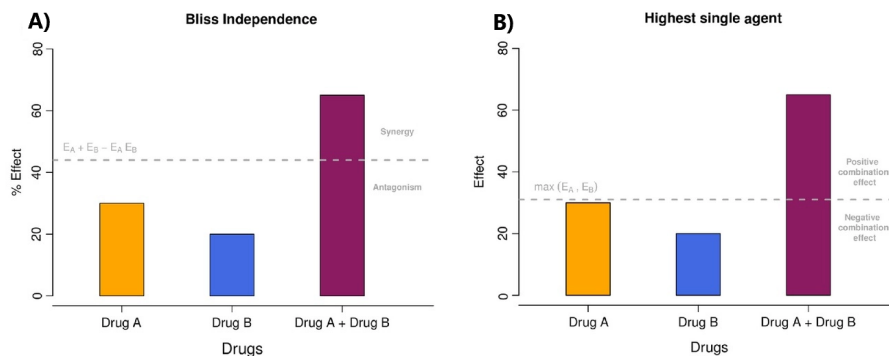 A)
Bliss Independence
% Effect
80
60
40
20
0
E_A + E_B – E_A E_B
Synergy
Antagonism
Drug A
Drug B
Drug A + Drug B
Drugs
B)
Highest single agent
Effect
80
60
40
20
0
max (E_A , E_B)
Positive
combination
effect
Negative
combination
effect
Drug A
Drug B
Drug A + Drug B
Drugs